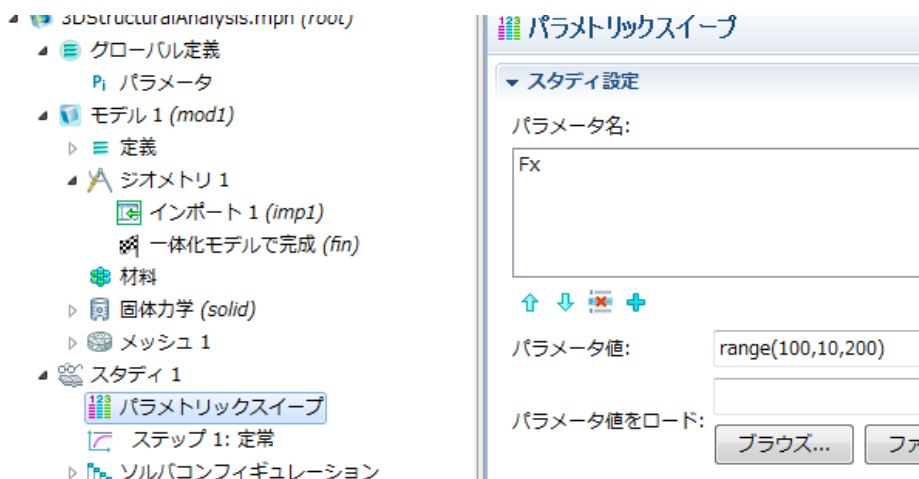 3DStructuralAnalysis.mph (root)
グローバル定義
Pi パラメータ
モデル 1 (mod1)
定義
ジオメトリ 1
インポート 1 (imp1)
一体化モデルで完成 (fin)
材料
固体力学 (solid)
メッシュ 1
スタディ 1
パラメトリックスイープ
ステップ 1: 定常
ソルバコンフィギュレーション
パラメトリックスイープ
スタディ設定
パラメータ名:
Fx
パラメータ値:
range(100,10,200)
パラメータ値をロード:
ブラウズ...
ファ